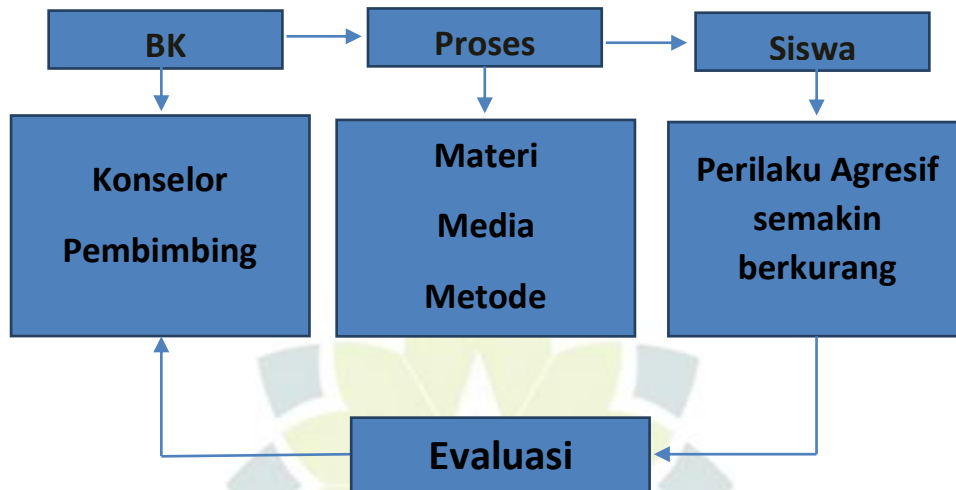 BK
Proses
Siswa
Konselor
Pembimbing
Materi
Media
Metode
Perilaku Agresif
semakin
berkurang
Evaluasi